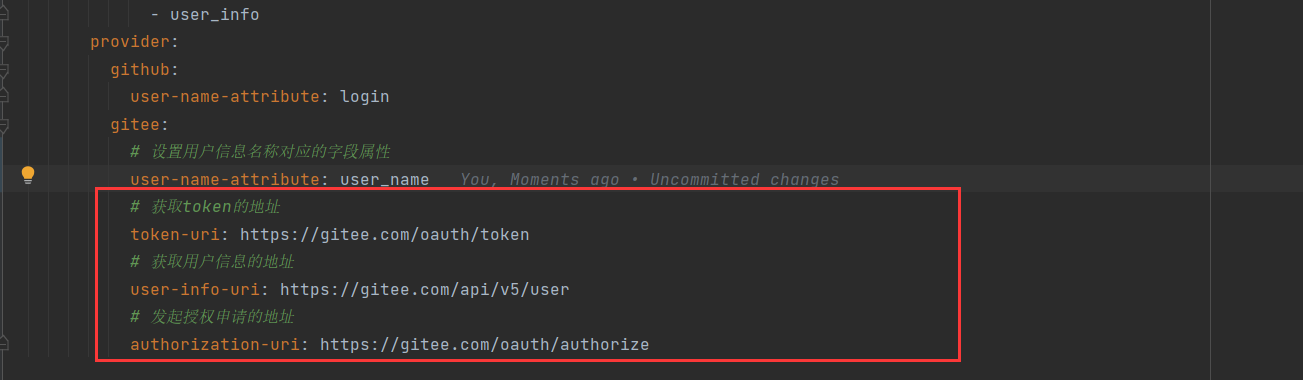 - user_info
provider:
github:
user-name-attribute: login
gitee:
# 设置用户信息名称对应的字段属性
user-name-attribute: user_name You, Moments ago • Uncommitted changes
# 获取token的地址
token-uri: https://gitee.com/oauth/token
# 获取用户信息的地址
user-info-uri: https://gitee.com/api/v5/user
# 发起授权申请的地址
authorization-uri: https://gitee.com/oauth/authorize